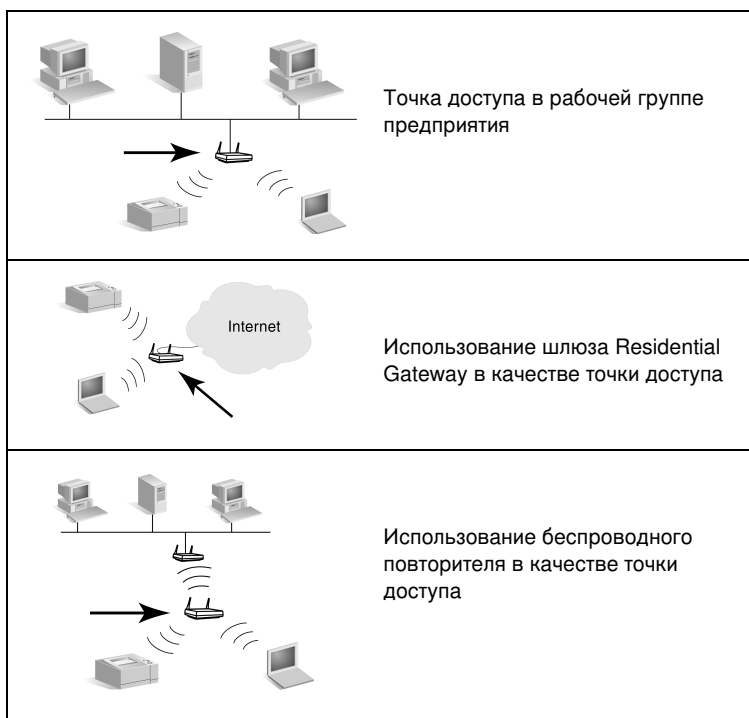 Точка доступа в рабочей группе
предприятия
Internet
Использование шлюза Residential
Gateway в качестве точки доступа
Использование беспроводного
повторителя в качестве точки
доступа